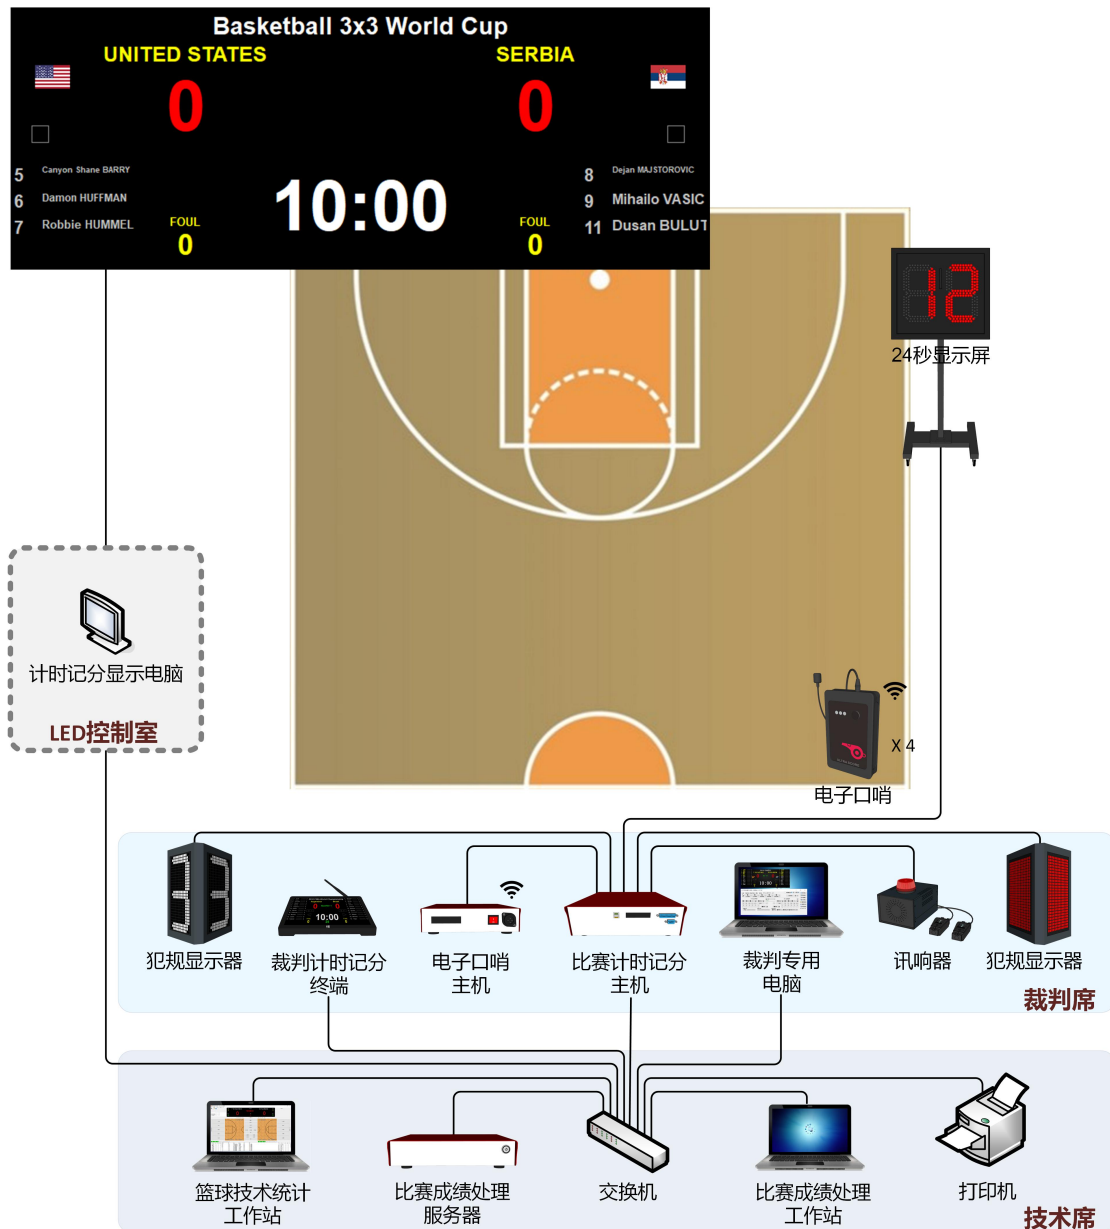 Basketball 3x3 World Cup
UNITED STATES
SERBIA
0
0
5 Canyon Shane BARRY
6 Damon HUFFMAN
7 Robbie HUMMEL
FOUL
0
10:00
FOUL
0
8 Dejan MAJSTOROVIC
9 Mihailo VASIC
11 Dusan BULUT
12
24秒显示屏
计时记分显示电脑
LED控制室
X 4
电子口哨
10:00
10:00
犯规显示器
裁判计时记分
终端
电子口哨
主机
比赛计时记分
主机
裁判专用
电脑
讯响器
犯规显示器
裁判席
篮球技术统计
工作站
比赛成绩处理
服务器
交换机
比赛成绩处理
工作站
打印机
技术席